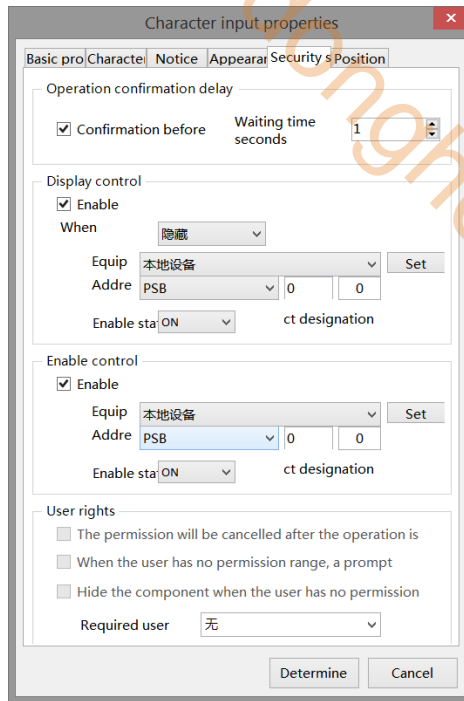 Character input properties
Basic pro Character Notice Appearan Security s Position
Operation confirmation delay
Confirmation before Waiting time seconds 1
Display control
Enable
When 隐藏
Equip 本地设备 Set
Addre PSB 0 0
Enable stat ON ct designation
Enable control
Enable
Equip 本地设备 Set
Addre PSB 0 0
Enable stat ON ct designation
User rights
The permission will be cancelled after the operation is
When the user has no permission range, a prompt
Hide the component when the user has no permission
Required user 无
Determine Cancel